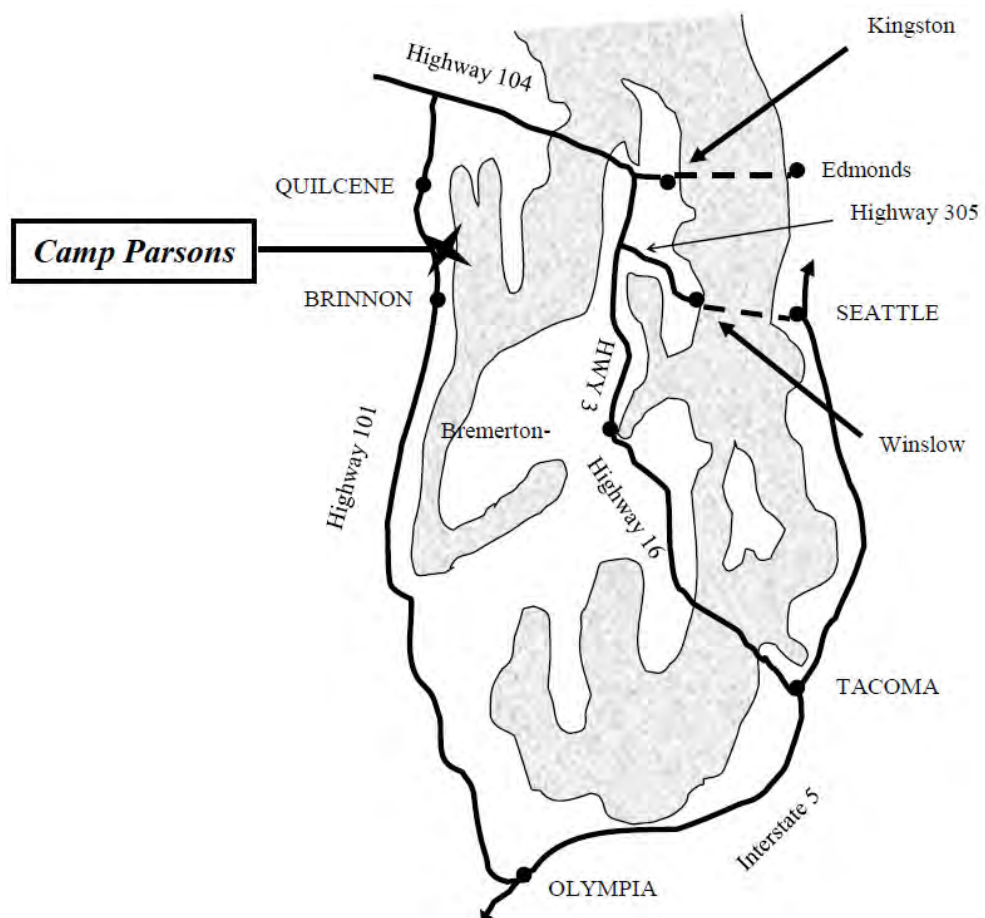 Kingston
Highway 104
Edmonds
QUILCENE
Highway 305
Camp Parsons
BRINNON
SEATTLE
HWY 3
Highway 101
Bremerton-
Winslow
Highway 16
TACOMA
Interstate 5
OLYMPIA